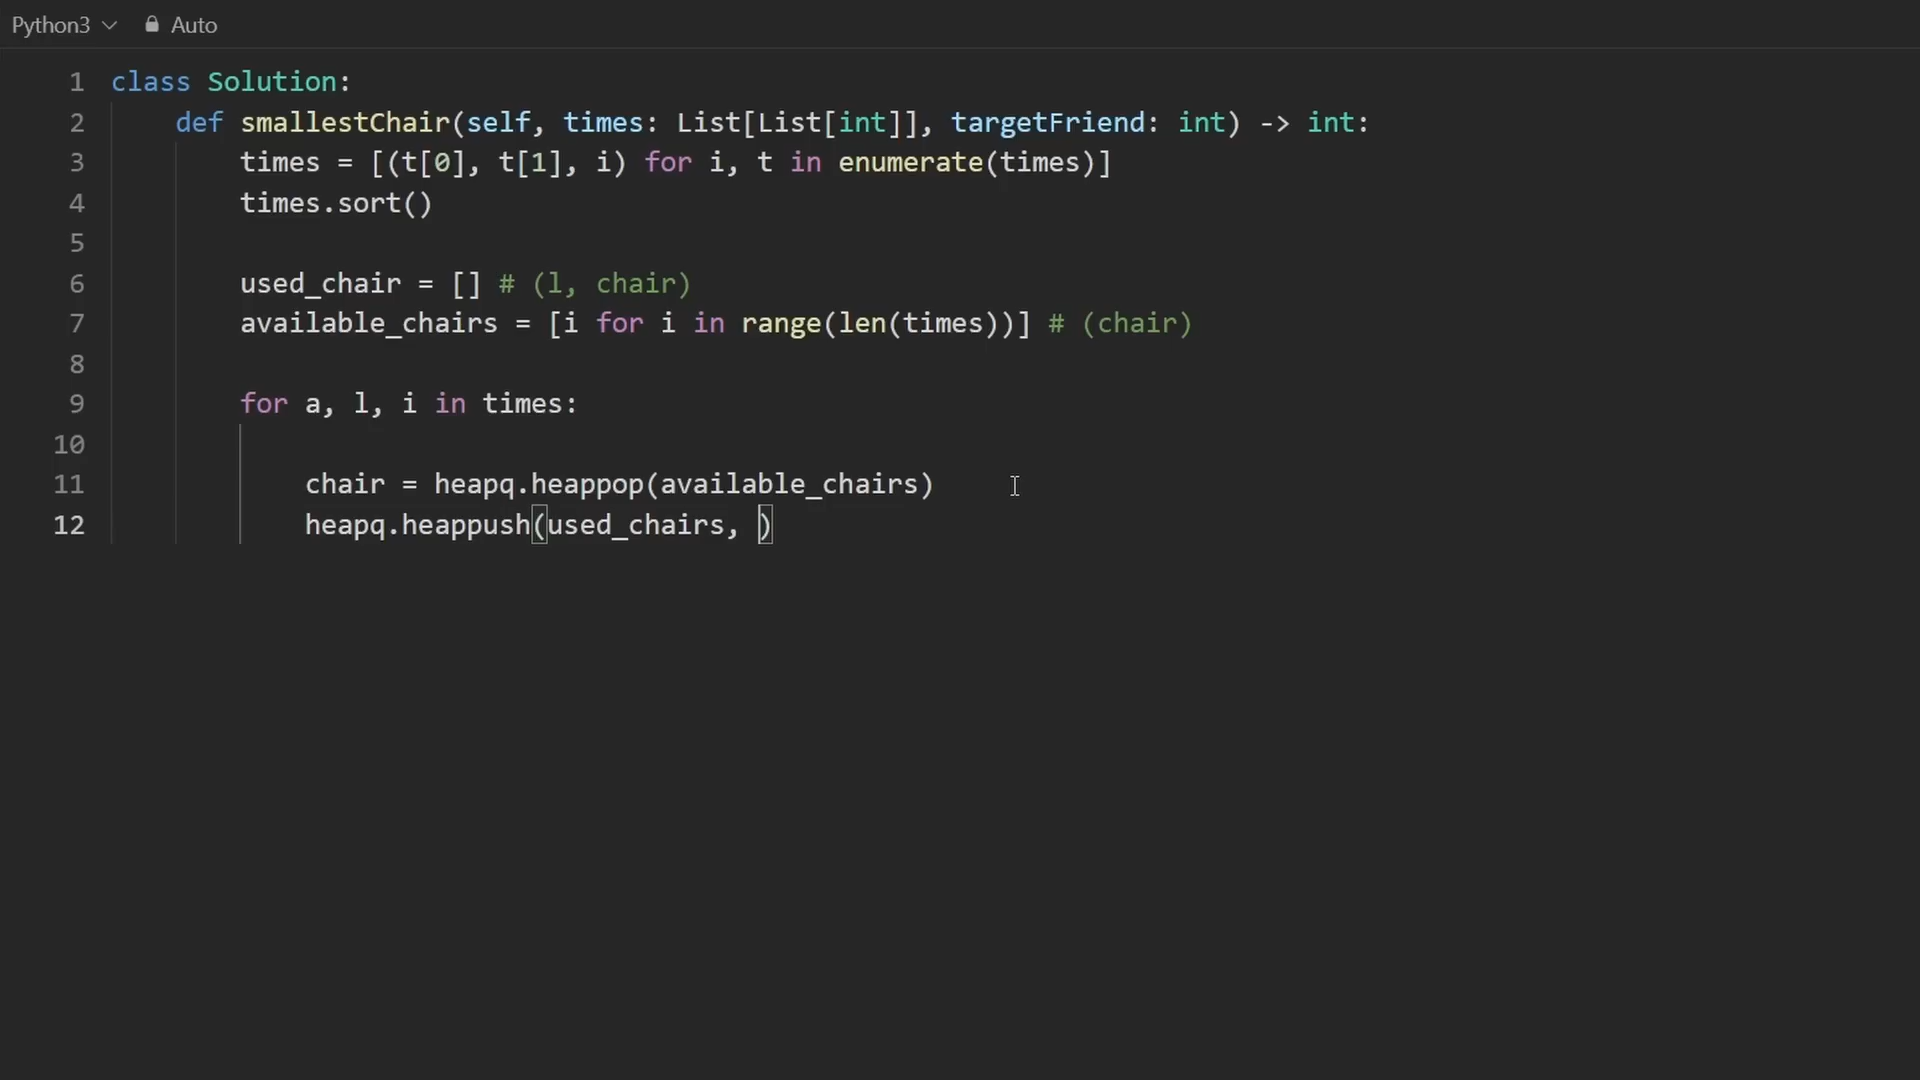 Python3 Auto
1 class Solution:
2 def smallestChair(self, times: List[List[int]], targetFriend: int) -> int:
3 times = [(t[0], t[1], i) for i, t in enumerate(times)]
4 times.sort()
5
6 used_chair = [] # (l, chair)
7 available_chairs = [i for i in range(len(times))] # (chair)
8
9 for a, l, i in times:
10
11 chair = heapq.heappop(available_chairs)
12 heapq.heappush(used_chairs, )